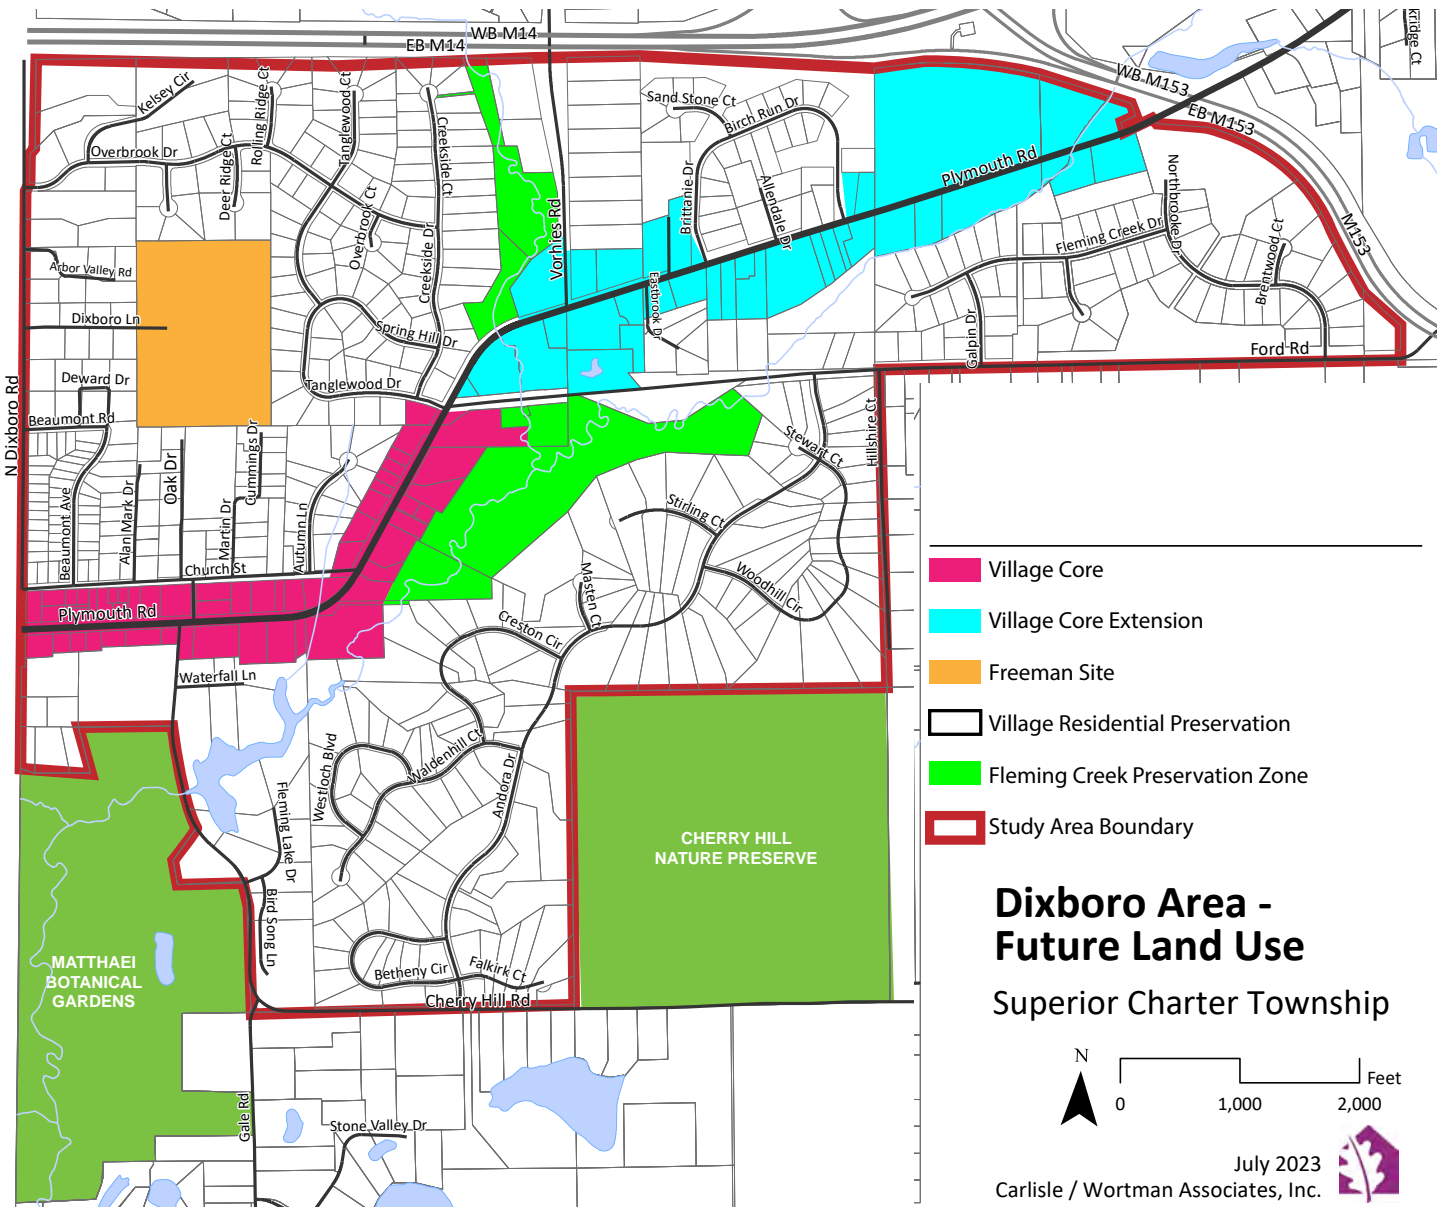 WB M14
EB M14
kridge Ct
WB M153
EB M153
M153
Kelsey Cir
Rolling Ridge Ct
Tanglewood Ct
Creekside Ct
Sand Stone Ct
Birch Run Dr
Overbrook Dr
Deer Ridge Ct
Plymouth Rd
Brittanie Dr
Allendale Dr
Northbrooke Dr
Overbrook Ct
Creekside Dr
Vorhies Rd
Fleming Creek Dr
Brentwood Ct
Arbor Valley Rd
Eastbrook Dr
Dixboro Ln
Spring Hill Dr
Galpin Dr
Ford Rd
Deward Dr
Tanglewood Dr
N Dixboro Rd
Beaumont Rd
Cummings Dr
Oak Dr
Hillshire Ct
Stewart Ct
Beaumont Ave
Alan Mark Dr
Martin Dr
Autumn Ln
Stirling Ct
Church St
Plymouth Rd
Woodhill Cir
Masten Ct
Creston Cir
Waterfall Ln
Westloch Blvd
Waldenhill Ct
Andora Dr
Fleming Lake Dr
Bird Song Ln
CHERRY HILL
NATURE PRESERVE
MATTHAEI
BOTANICAL
GARDENS
Betheny Cir
Falkirk Ct
Cherry Hill Rd
Gale Rd
Stone Valley Dr
Village Core
Village Core Extension
Freeman Site
Village Residential Preservation
Fleming Creek Preservation Zone
Study Area Boundary
Dixboro Area -
Future Land Use
Superior Charter Township
N
Feet
0 1,000 2,000
July 2023
Carlisle / Wortman Associates, Inc.